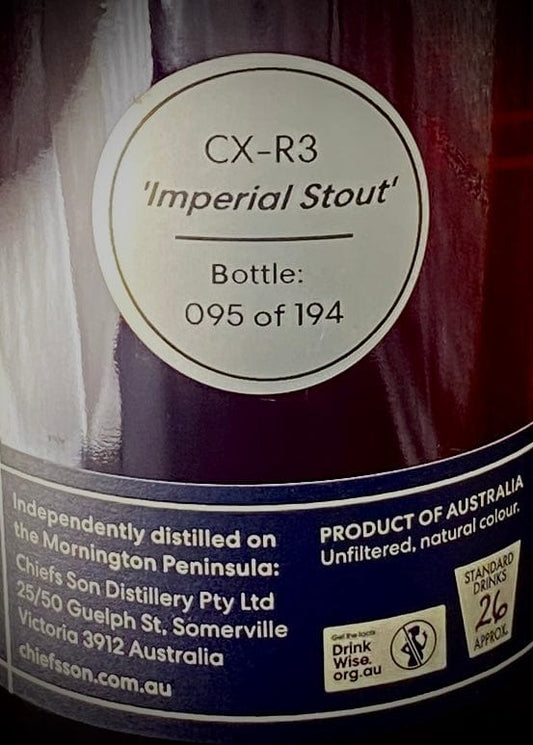 CX-R3
'Imperial Stout'
Bottle:
095 of 194
Independently distilled on
the Mornington Peninsula:
Chiefs Son Distillery Pty Ltd
25/50 Guelph St, Somerville
Victoria 3912 Australia
chiefsson.com.au
PRODUCT OF AUSTRALIA
Unfiltered, natural colour.
Get the facts
Drink
Wise.
org.au
STANDARD
DRINKS
26
APPROX.